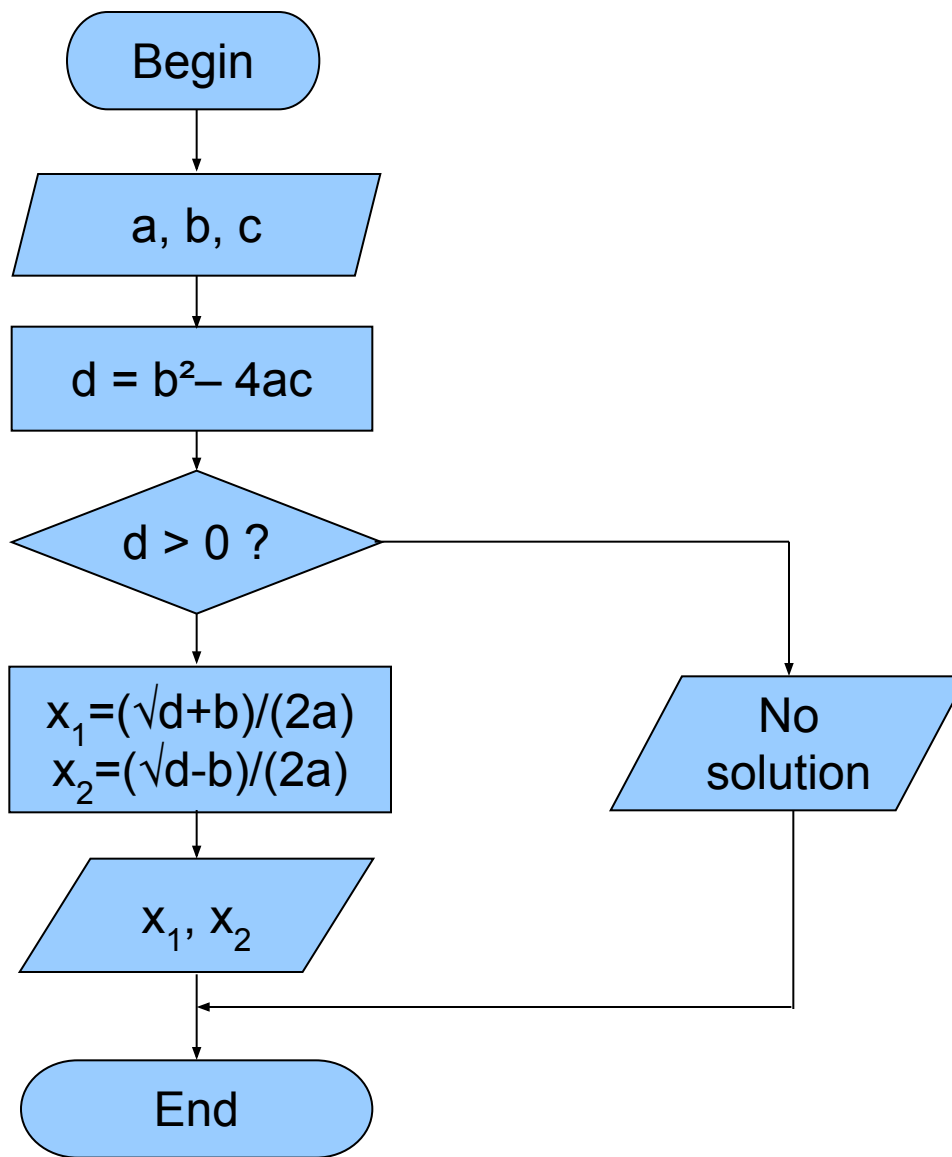 Begin
a, b, c
d = b²– 4ac
d > 0 ?
x₁=(√d+b)/(2a)
x₂=(√d-b)/(2a)
No
solution
x₁, x₂
End